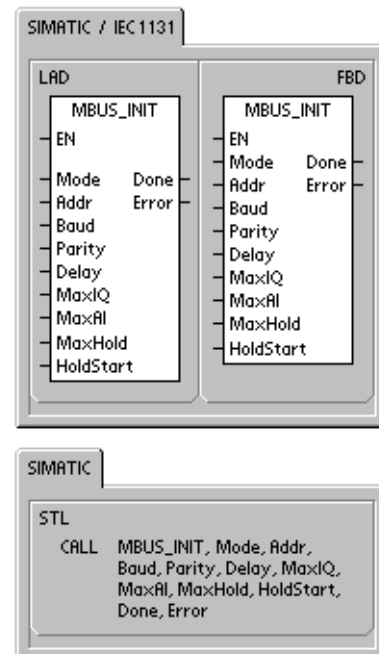 SIMATIC / IEC1131
LAD
MBUS_INIT
EN
Mode Done
Addr Error
Baud
Parity
Delay
MaxIQ
MaxAI
MaxHold
HoldStart
FBD
MBUS_INIT
EN
Mode Done
Addr Error
Baud
Parity
Delay
MaxIQ
MaxAI
MaxHold
HoldStart
SIMATIC
STL
CALL MBUS_INIT, Mode, Addr,
Baud, Parity, Delay, MaxIQ,
MaxAI, MaxHold, HoldStart,
Done, Error